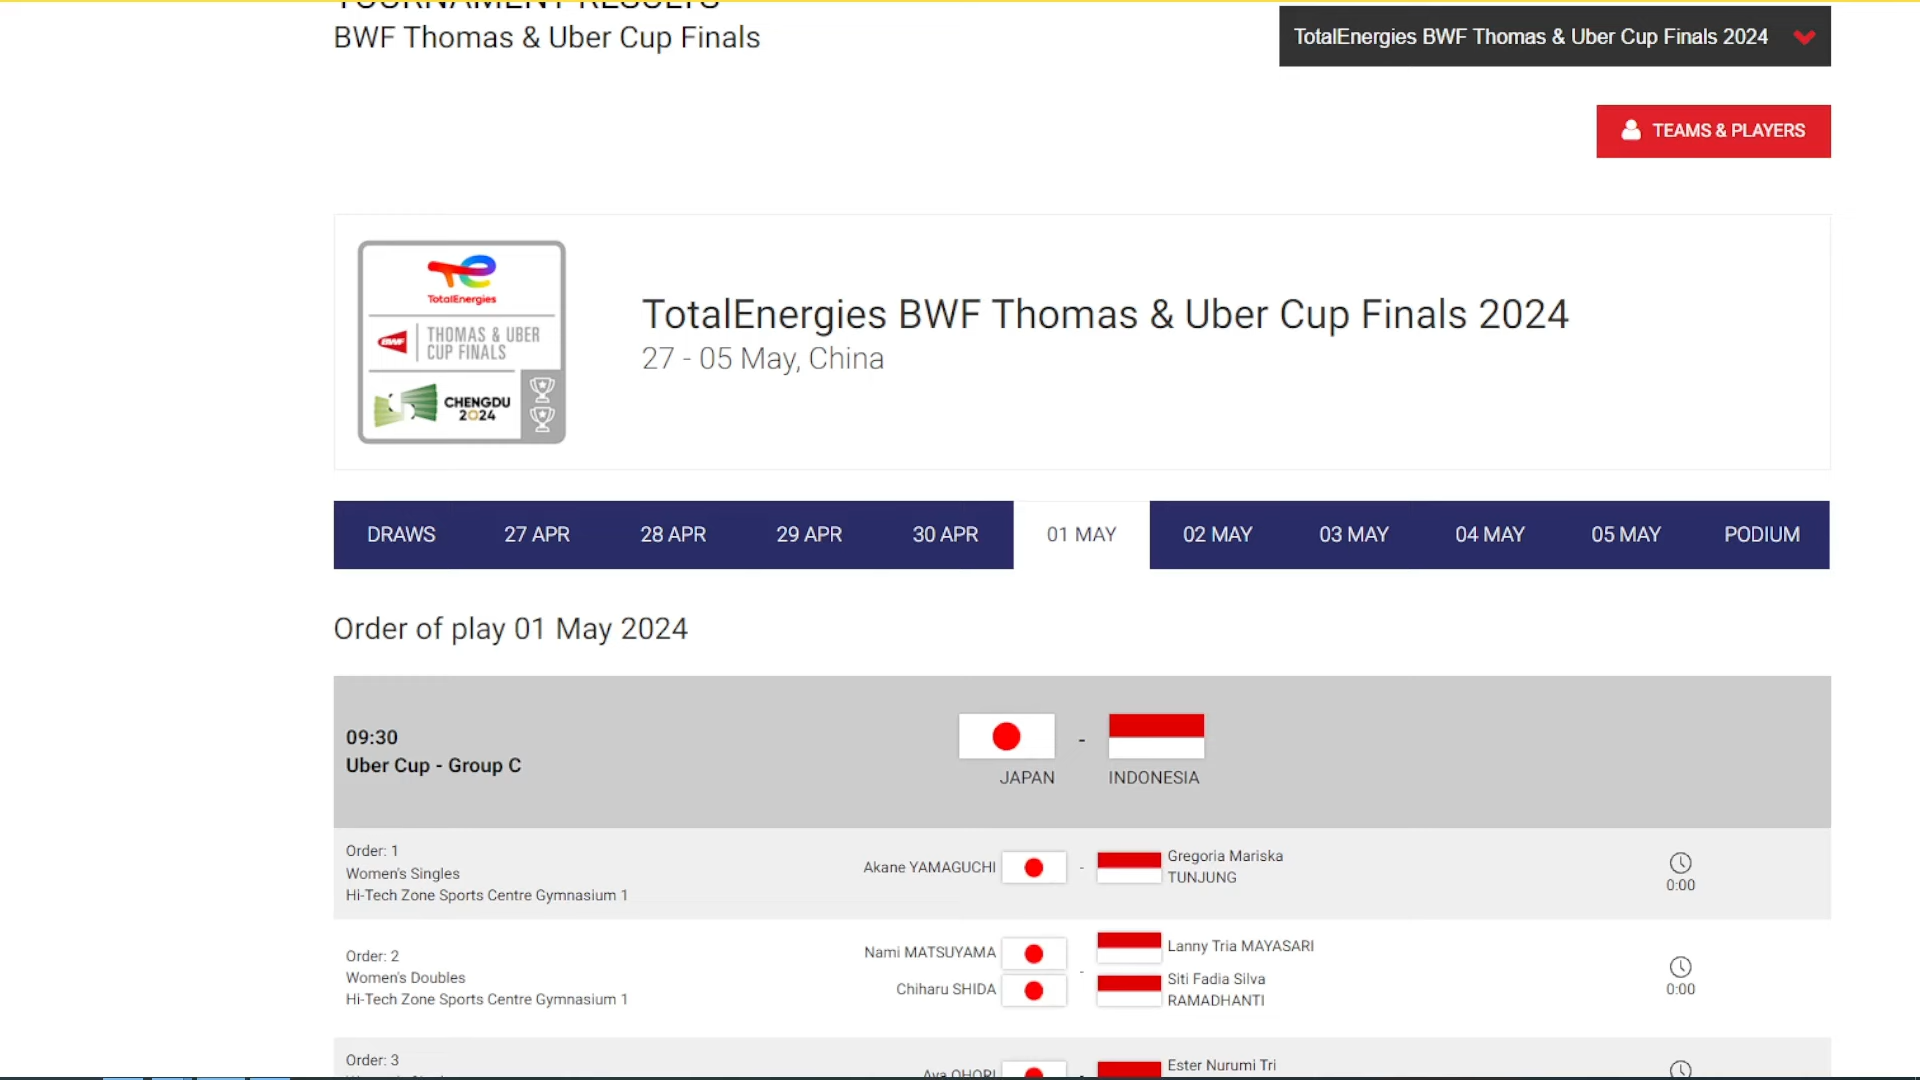 TOURNAMENT RESULTS
BWF Thomas & Uber Cup Finals
TotalEnergies BWF Thomas & Uber Cup Finals 2024
TEAMS & PLAYERS
TotalEnergies
BWF
THOMAS & UBER
CUP FINALS
CHENGDU
2024
TotalEnergies BWF Thomas & Uber Cup Finals 2024
27 - 05 May, China
DRAWS 27 APR 28 APR 29 APR 30 APR 01 MAY 02 MAY 03 MAY 04 MAY 05 MAY PODIUM
Order of play 01 May 2024
09:30
Uber Cup - Group C
JAPAN - INDONESIA
Order: 1
Women's Singles
Hi-Tech Zone Sports Centre Gymnasium 1
Akane YAMAGUCHI - Gregoria Mariska
TUNJUNG
0:00
Order: 2
Women's Doubles
Hi-Tech Zone Sports Centre Gymnasium 1
Nami MATSUYAMA
Chiharu SHIDA
-
Lanny Tria MAYASARI
Siti Fadia Silva
RAMADHANTI
0:00
Order: 3
Aya OHORI - Ester Nurumi Tri